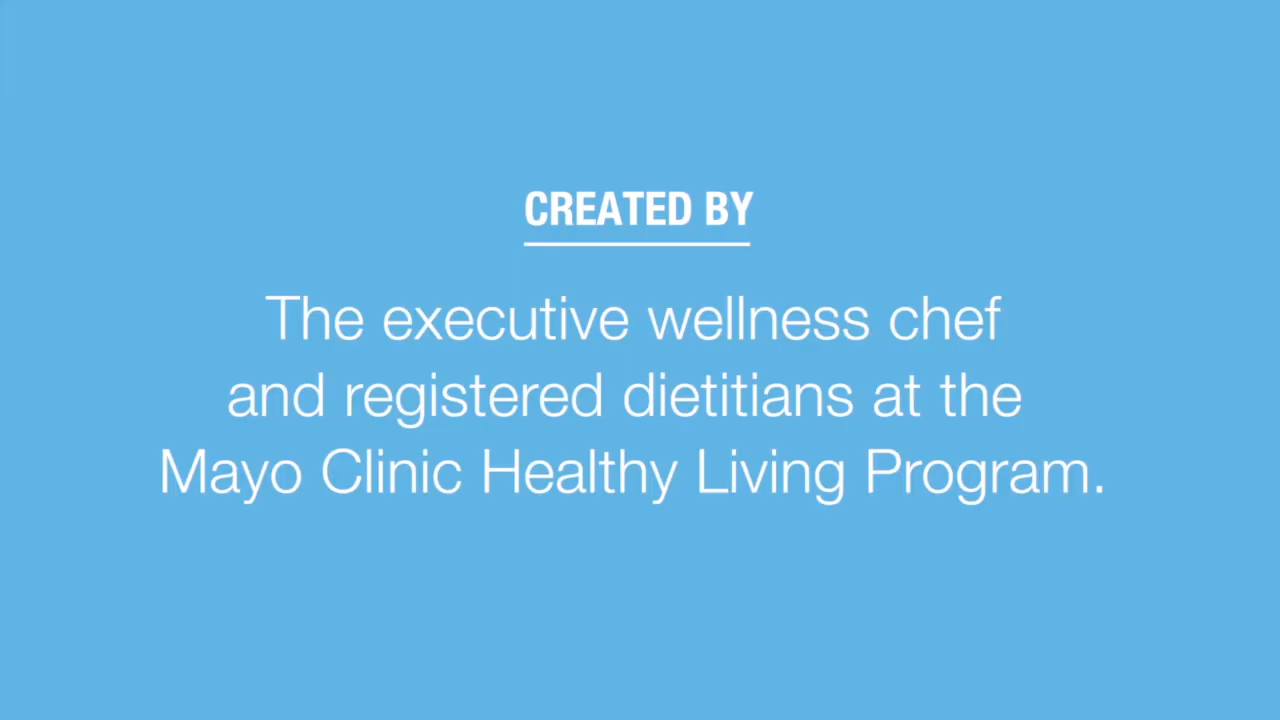 CREATED BY
The executive wellness chef
and registered dietitians at the
Mayo Clinic Healthy Living Program.